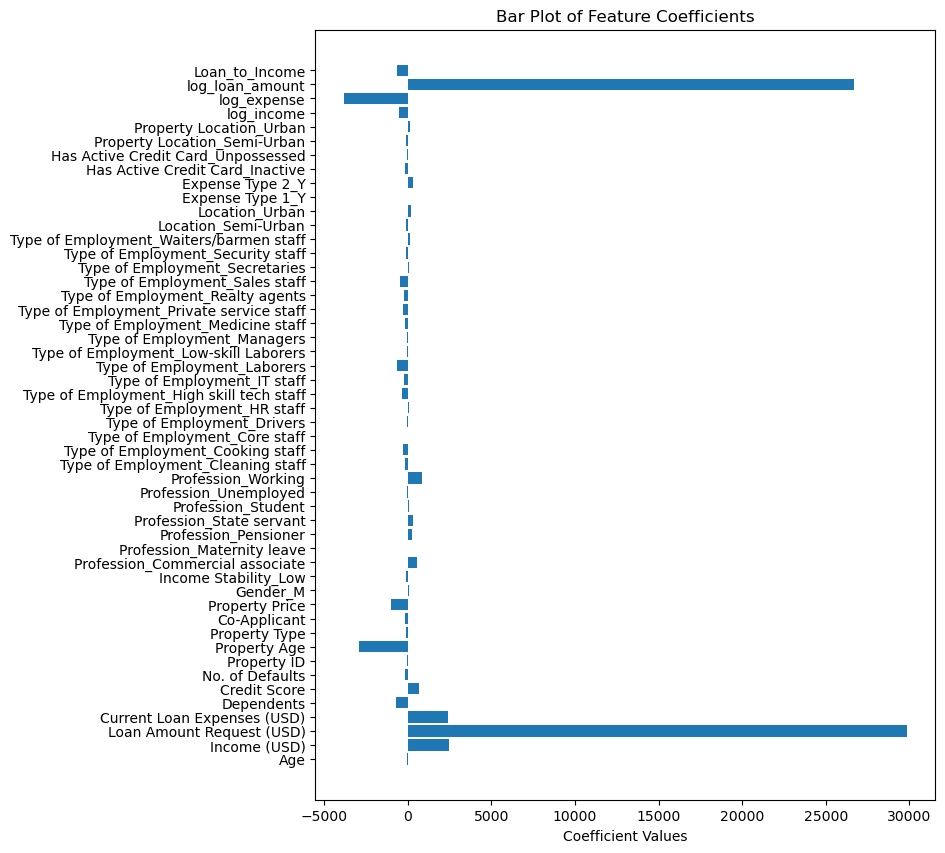 Bar Plot of Feature Coefficients
Loan_to_Income
log_loan_amount
log_expense
log_income
Property Location_Urban
Property Location_Semi-Urban
Has Active Credit Card_Unpossessed
Has Active Credit Card_Inactive
Expense Type 2_Y
Expense Type 1_Y
Location_Urban
Location_Semi-Urban
Type of Employment_Waiters/barmen staff
Type of Employment_Security staff
Type of Employment_Secretaries
Type of Employment_Sales staff
Type of Employment_Realty agents
Type of Employment_Private service staff
Type of Employment_Medicine staff
Type of Employment_Managers
Type of Employment_Low-skill Laborers
Type of Employment_Laborers
Type of Employment_IT staff
Type of Employment_High skill tech staff
Type of Employment_HR staff
Type of Employment_Drivers
Type of Employment_Core staff
Type of Employment_Cooking staff
Type of Employment_Cleaning staff
Profession_Working
Profession_Unemployed
Profession_Student
Profession_State servant
Profession_Pensioner
Profession_Maternity leave
Profession_Commercial associate
Income Stability_Low
Gender_M
Property Price
Co-Applicant
Property Type
Property Age
Property ID
No. of Defaults
Credit Score
Dependents
Current Loan Expenses (USD)
Loan Amount Request (USD)
Income (USD)
Age
−5000 0 5000 10000 15000 20000 25000 30000
Coefficient Values